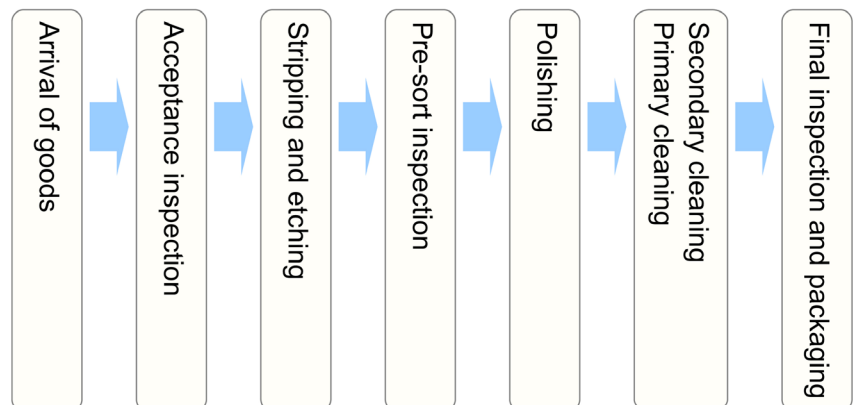 Arrival of goods
Acceptance inspection
Stripping and etching
Pre-sort inspection
Polishing
Secondary cleaning
Primary cleaning
Final inspection and packaging